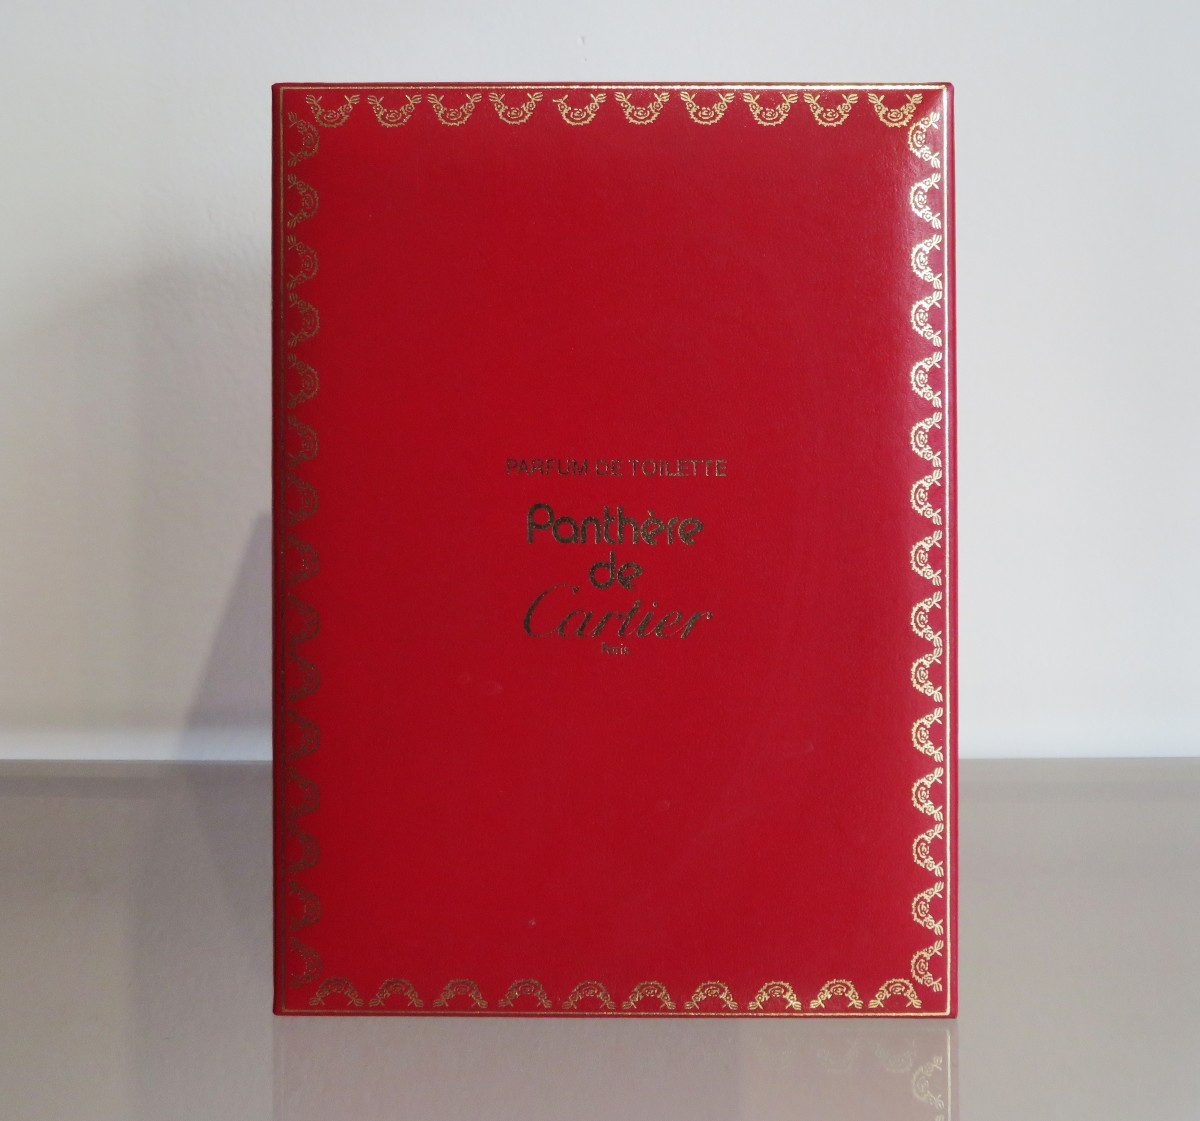 PARFUM DE TOILETTE
Panthère
de
Cartier
Paris